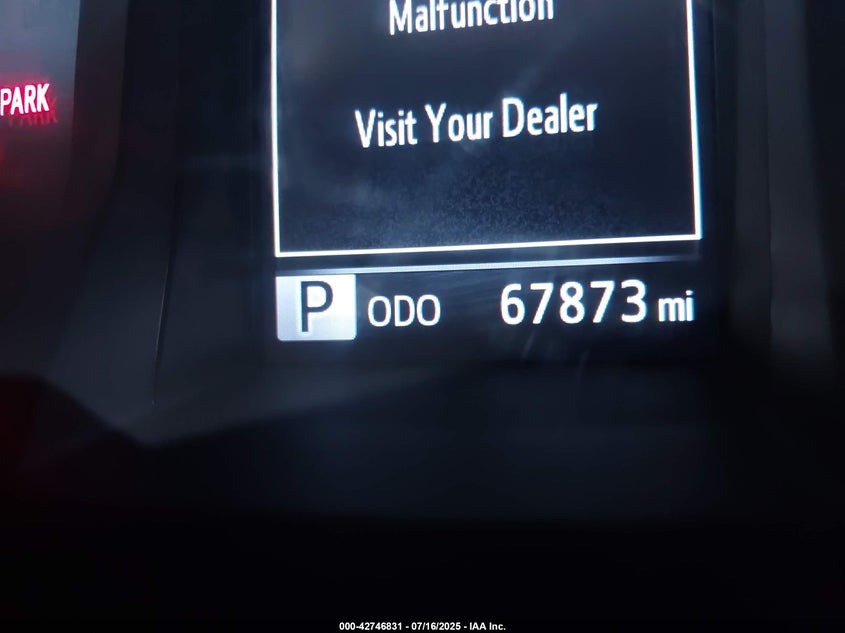 Malfunction
PARK
Visit Your Dealer
P ODO 67873 mi
000-42746831 - 07/16/2025 - IAA Inc.